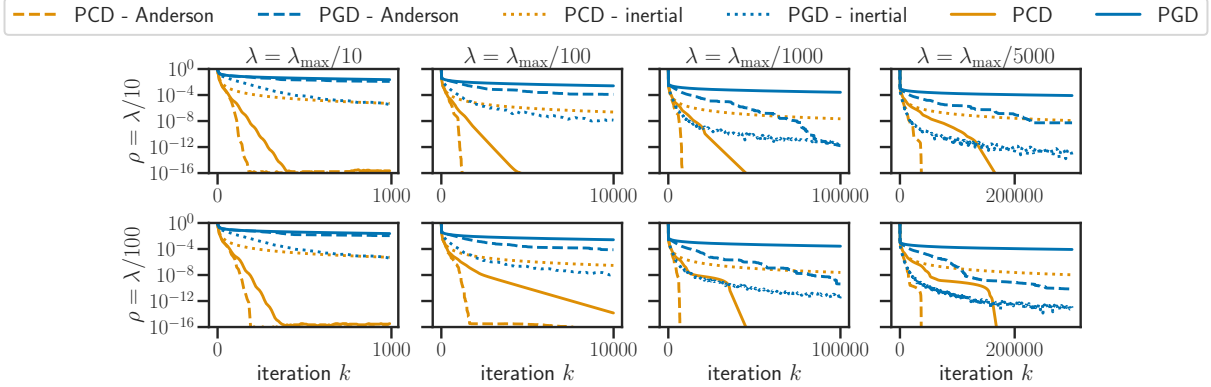 PCD - Anderson PGD - Anderson PCD - inertial PGD - inertial PCD PGD
λ = λmax/10 λ = λmax/100 λ = λmax/1000 λ = λmax/5000
ρ = λ/10
10^0
10^−4
10^−8
10^−12
10^−16
0 1000 0 10000 0 100000 0 200000
ρ = λ/100
10^0
10^−4
10^−8
10^−12
10^−16
0 1000 0 10000 0 100000 0 200000
iteration k iteration k iteration k iteration k